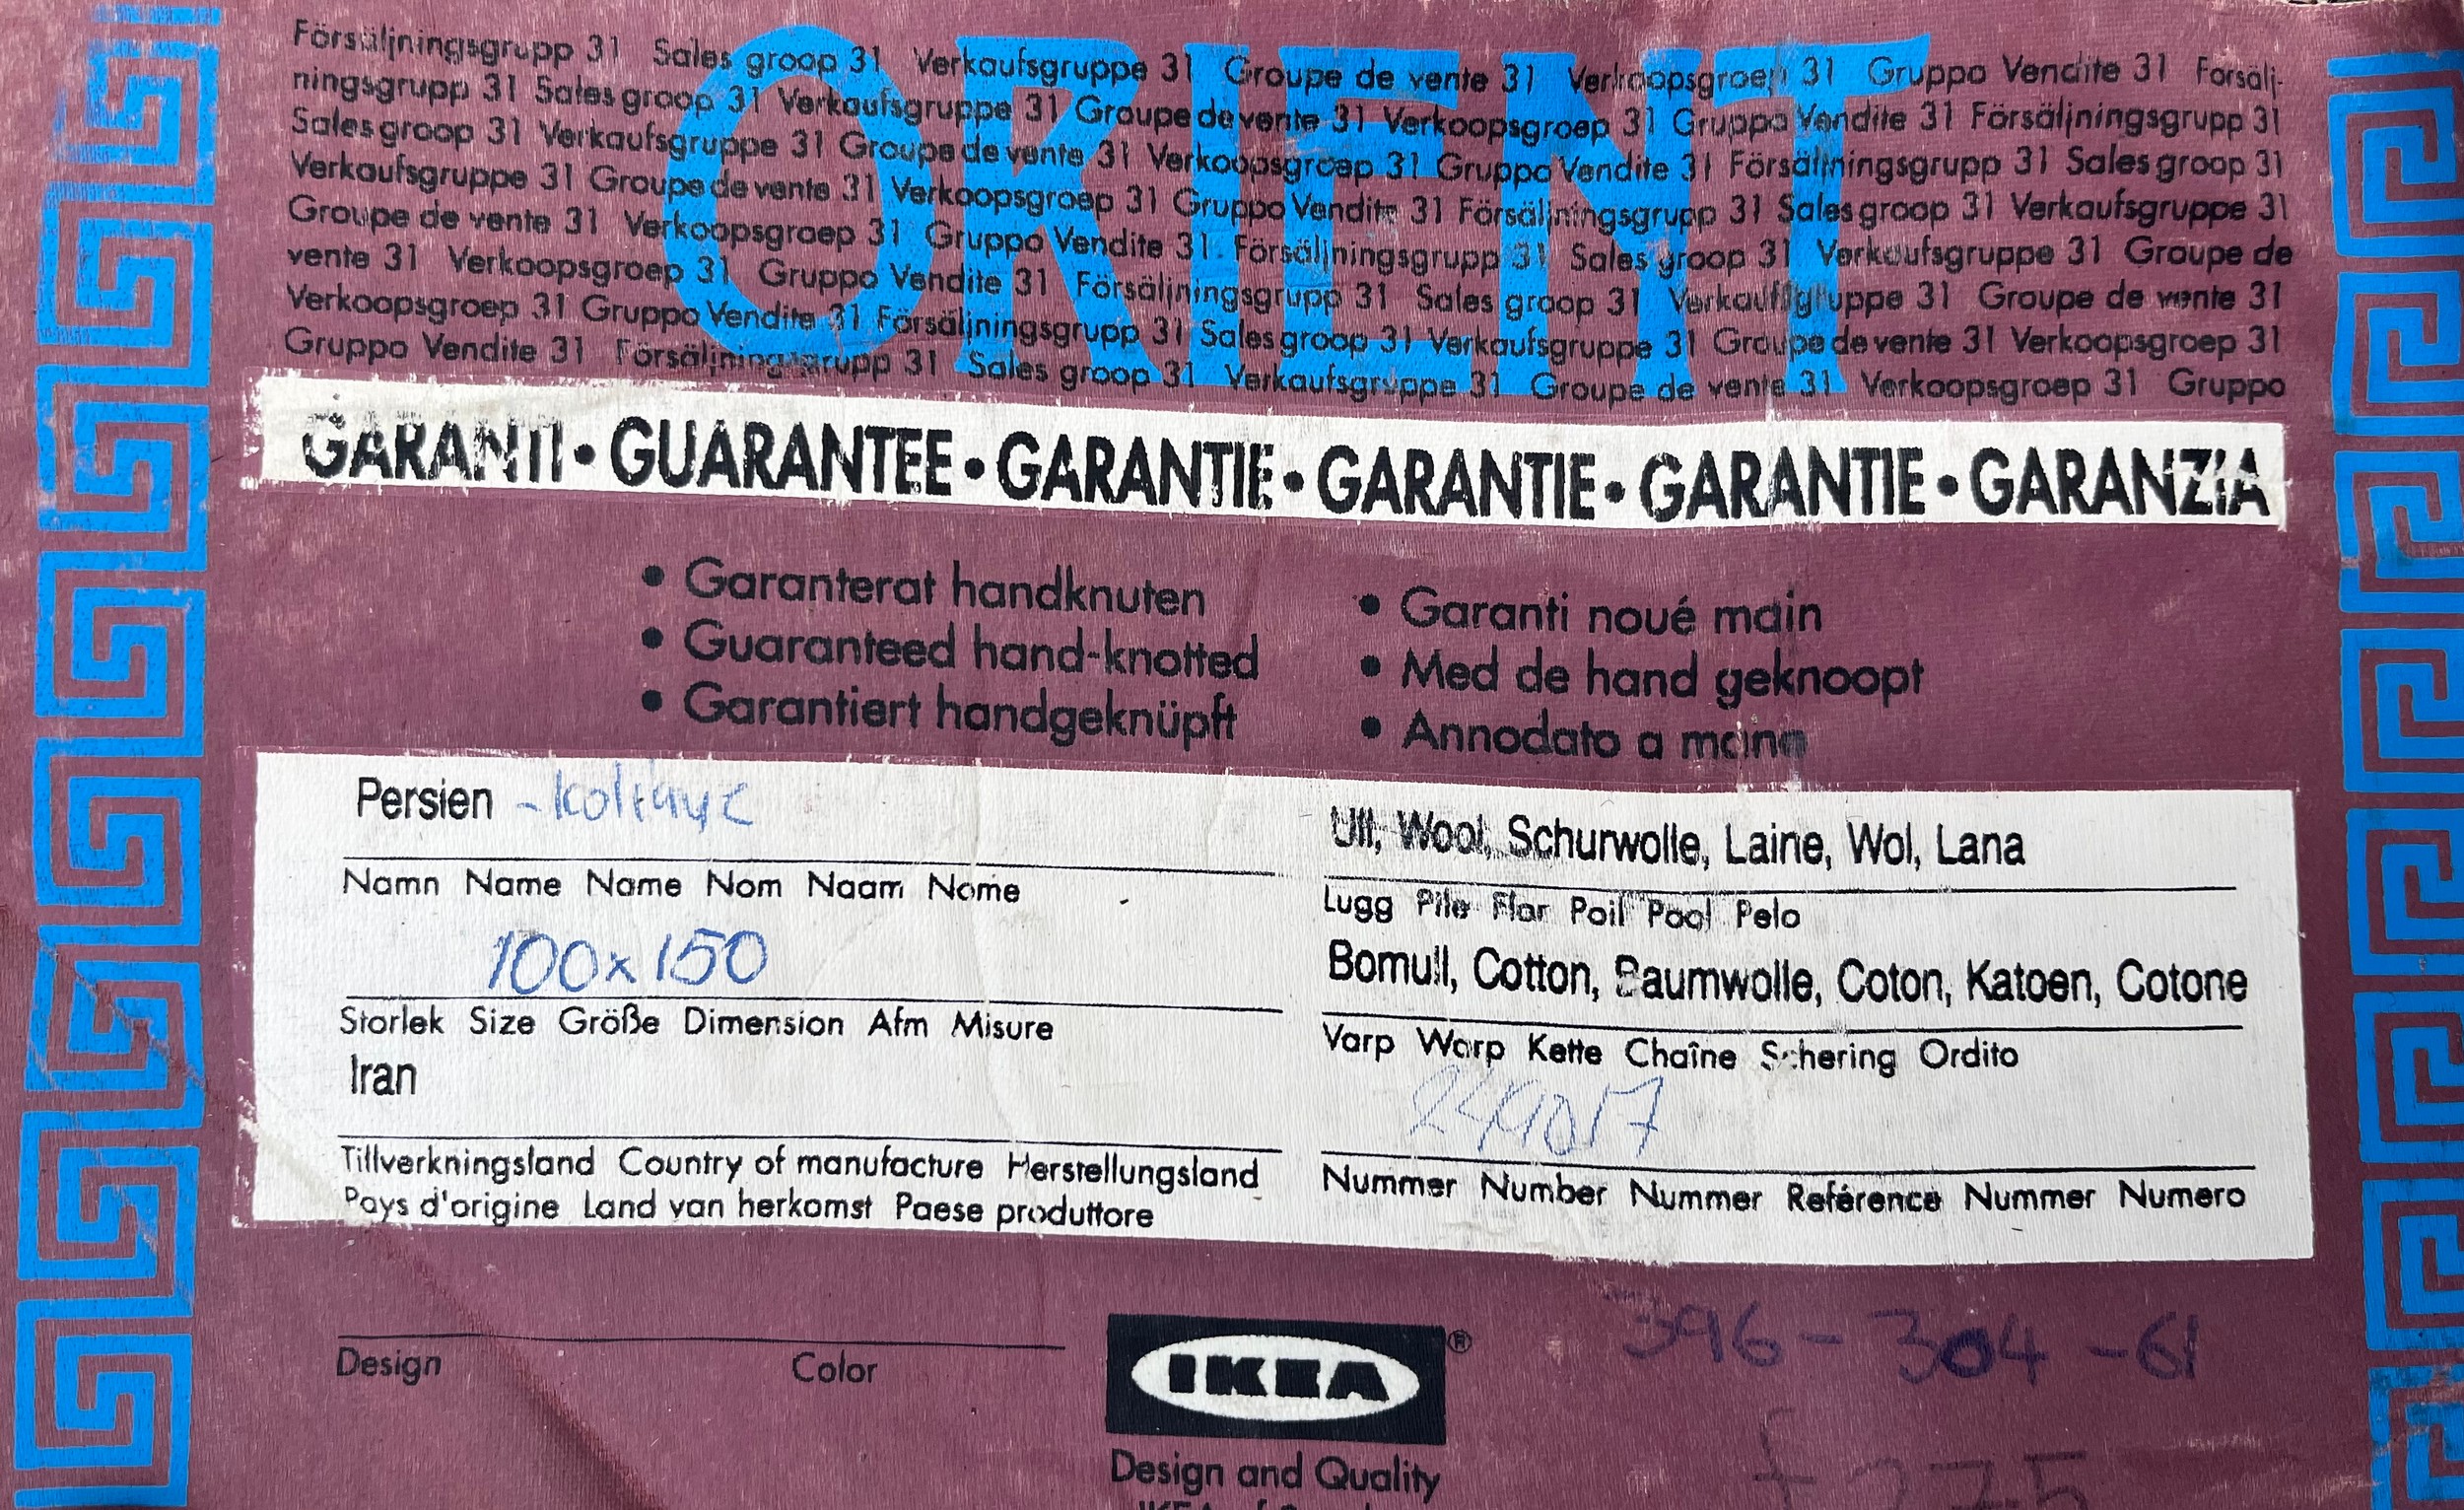 ORIENT
Försäljningsgrupp 31 Sales groop 31 Verkaufsgruppe 31 Groupe de vente 31 Verkoopsgroep 31 Gruppo Vendite 31 Försälj-
ningsgrupp 31 Sales groop 31 Verkaufsgruppe 31 Groupe de vente 31 Verkoopsgroep 31 Gruppo Vendite 31 Försäljningsgrupp 31
Sales groop 31 Verkaufsgruppe 31 Groupe de vente 31 Verkoopsgroep 31 Gruppo Vendite 31 Försäljningsgrupp 31 Sales groop 31
Verkaufsgruppe 31 Groupe de vente 31 Verkoopsgroep 31 Gruppo Vendite 31 Försäljningsgrupp 31 Sales groop 31 Verkaufsgruppe 31
Groupe de vente 31 Verkoopsgroep 31 Gruppo Vendite 31 Försäljningsgrupp 31 Sales groop 31 Verkaufsgruppe 31 Groupe de
vente 31 Verkoopsgroep 31 Gruppo Vendite 31 Försäljningsgrupp 31 Sales groop 31 Verkaufsgruppe 31 Groupe de vente 31
Verkoopsgroep 31 Gruppo Vendite 31 Försäljningsgrupp 31 Sales groop 31 Verkaufsgruppe 31 Groupe de vente 31 Verkoopsgroep 31
Gruppo Vendite 31 Försäljningsgrupp 31 Sales groop 31 Verkaufsgruppe 31 Groupe de vente 31 Verkoopsgroep 31 Gruppo
GARANTI • GUARANTEE • GARANTIE • GARANTIE • GARANTIE • GARANZIA
• Garanterat handknuten
• Guaranteed hand-knotted
• Garantiert handgeknüpft
• Garanti noué main
• Med de hand geknoopt
• Annodato a mano
Persien -
Namn Name Name Nom Naam Nome
100x150
Storlek Size Größe Dimension Afm Misure
Iran
Tillverkningsland Country of manufacture Herstellungsland
Pays d'origine Land van herkomst Paese produttore
Ull, Wool, Schurwolle, Laine, Wol, Lana
Lugg Pile Flor Poil Pool Pelo
Bomull, Cotton, Baumwolle, Coton, Katoen, Cotone
Varp Warp Kette Chaîne Schering Ordito
249017
Nummer Number Nummer Reférence Nummer Numero
Design Color
IKEA ®
Design and Quality
396-304-61